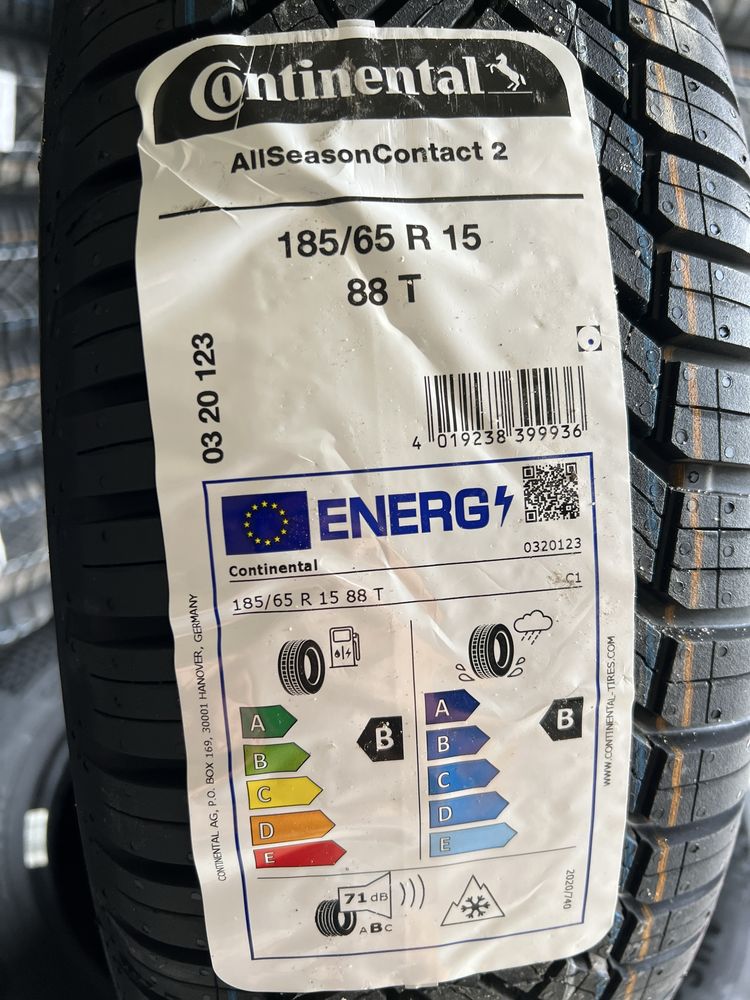 Continental
AllSeasonContact 2
185/65 R 15
88 T
03 20 123
4 019238 399936
ENERG
Continental
0320123
185/65 R 15 88 T
C1
A
B
C
D
E
B
A
B
C
D
E
B
71 dB
ABC
2020/740
CONTINENTAL AG, P.O. BOX 169, 30001 HANOVER, GERMANY
WWW.CONTINENTAL-TIRES.COM